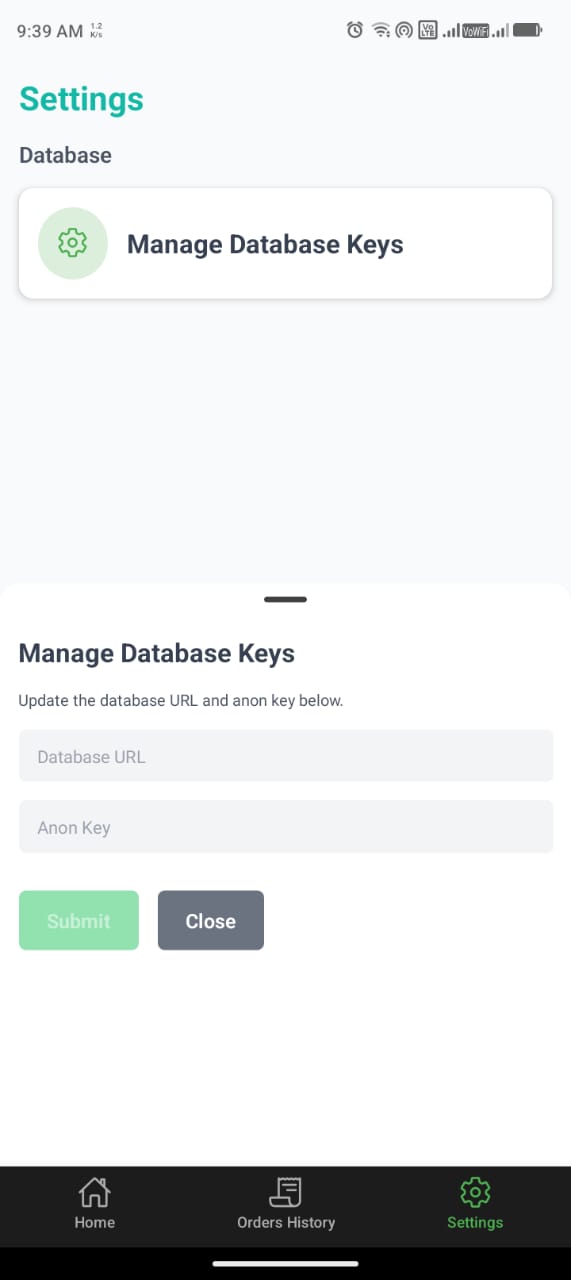 9:39 AM 1.2 K/s Vo LTE VoWiFi
Settings
Database
Manage Database Keys
Manage Database Keys
Update the database URL and anon key below.
Database URL
Anon Key
Submit Close
Home Orders History Settings